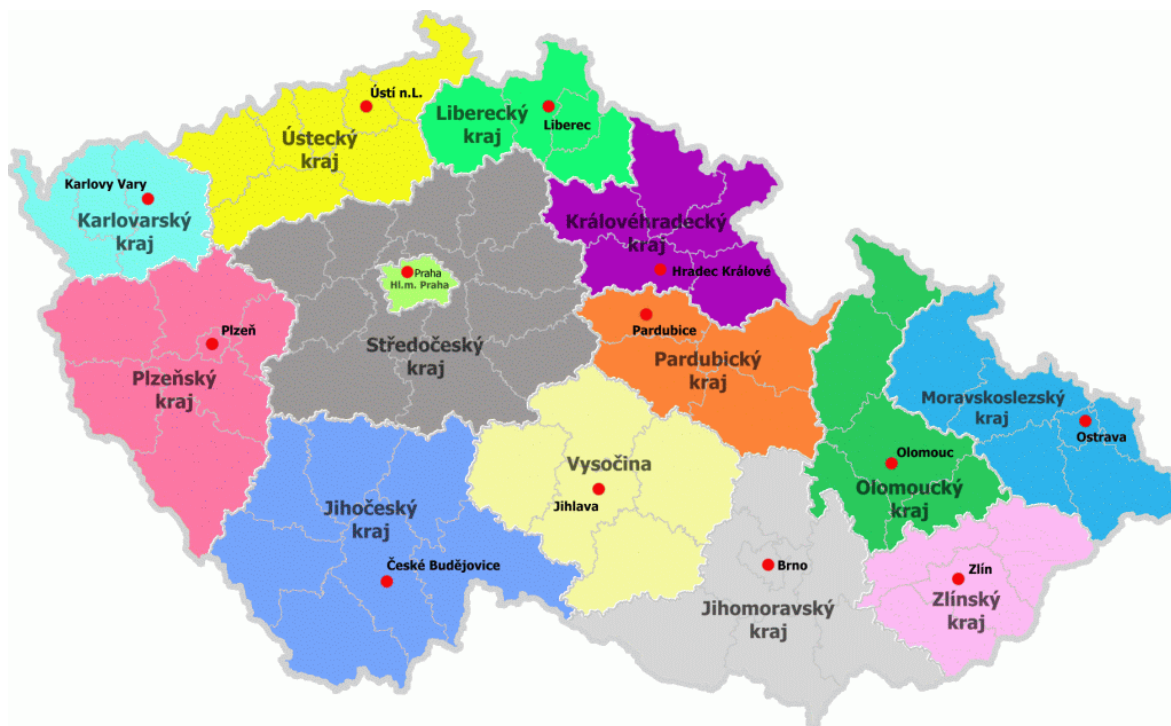 Ústí n.L.
Liberecký
kraj
Liberec
Ústecký
kraj
Karlovy Vary
Karlovarský
kraj
Královéhradecký
kraj
Hradec Králové
Praha
Hl.m. Praha
Plzeň
Plzeňský
kraj
Středočeský
kraj
Pardubice
Pardubický
kraj
Moravskoslezský
kraj
Ostrava
Olomouc
Olomoucký
kraj
Vysočina
Jihlava
Jihočeský
kraj
České Budějovice
Brno
Jihomoravský
kraj
Zlín
Zlínský
kraj